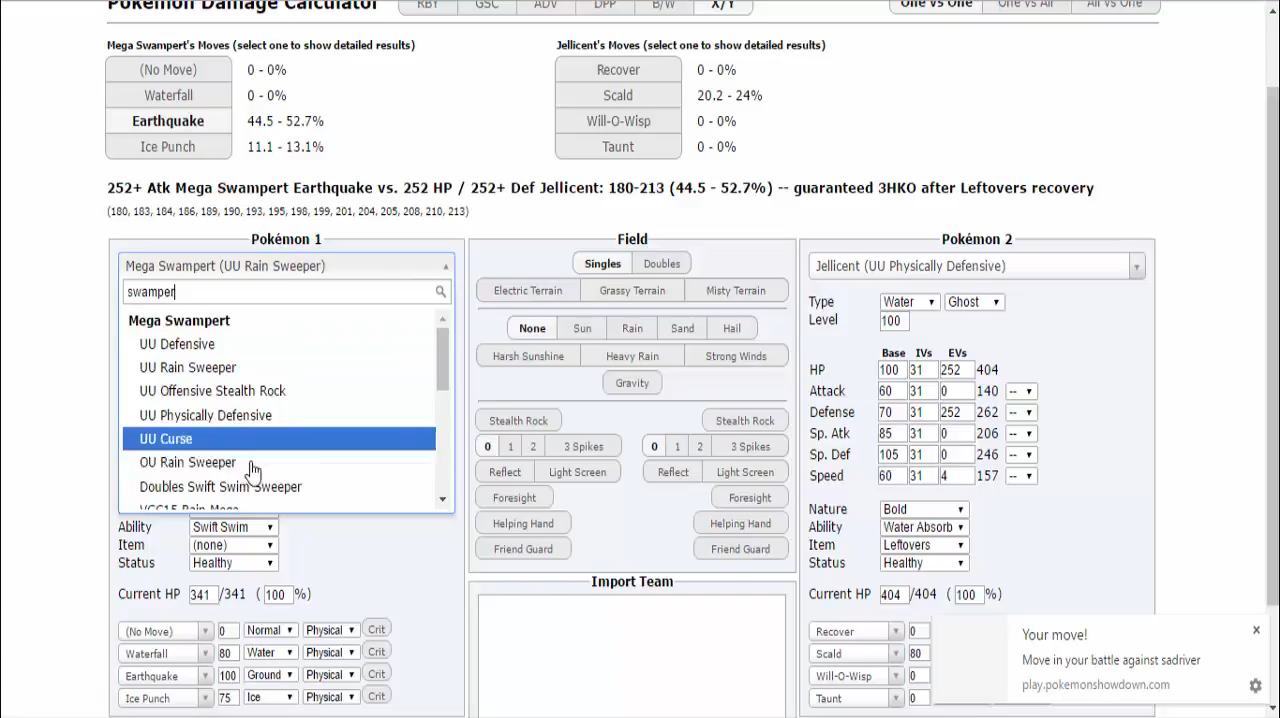 Pokémon Damage Calculator RBY GSC ADV DPP B/W X/Y One vs One One vs All All vs One
Mega Swampert's Moves (select one to show detailed results) Jellicent's Moves (select one to show detailed results)
(No Move) 0 - 0% Recover 0 - 0%
Waterfall 0 - 0% Scald 20.2 - 24%
Earthquake 44.5 - 52.7% Will-O-Wisp 0 - 0%
Ice Punch 11.1 - 13.1% Taunt 0 - 0%
252+ Atk Mega Swampert Earthquake vs. 252 HP / 252+ Def Jellicent: 180-213 (44.5 - 52.7%) -- guaranteed 3HKO after Leftovers recovery
(180, 183, 184, 186, 189, 190, 193, 195, 198, 199, 201, 204, 205, 208, 210, 213)
Pokémon 1
Mega Swampert (UU Rain Sweeper)
swamper
Mega Swampert
UU Defensive
UU Rain Sweeper
UU Offensive Stealth Rock
UU Physically Defensive
UU Curse
OU Rain Sweeper
Doubles Swift Swim Sweeper
VGC15 Rain Mega
Ability Swift Swim
Item (none)
Status Healthy
Current HP 341 /341 ( 100 %)
(No Move) 0 Normal Physical Crit
Waterfall 80 Water Physical Crit
Earthquake 100 Ground Physical Crit
Ice Punch 75 Ice Physical Crit
Field
Singles Doubles
Electric Terrain Grassy Terrain Misty Terrain
None Sun Rain Sand Hail
Harsh Sunshine Heavy Rain Strong Winds
Gravity
Stealth Rock Stealth Rock
0 1 2 3 Spikes 0 1 2 3 Spikes
Reflect Light Screen Reflect Light Screen
Foresight Foresight
Helping Hand Helping Hand
Friend Guard Friend Guard
Import Team
Pokémon 2
Jellicent (UU Physically Defensive)
Type Water Ghost
Level 100
Base IVs EVs
HP 100 31 252 404
Attack 60 31 0 140 --
Defense 70 31 252 262 --
Sp. Atk 85 31 0 206 --
Sp. Def 105 31 0 246 --
Speed 60 31 4 157 --
Nature Bold
Ability Water Absorb
Item Leftovers
Status Healthy
Current HP 404 /404 ( 100 %)
Recover 0
Scald 80
Will-O-Wisp 0
Taunt 0
Your move! x
Move in your battle against sadriver
play.pokemonshowdown.com